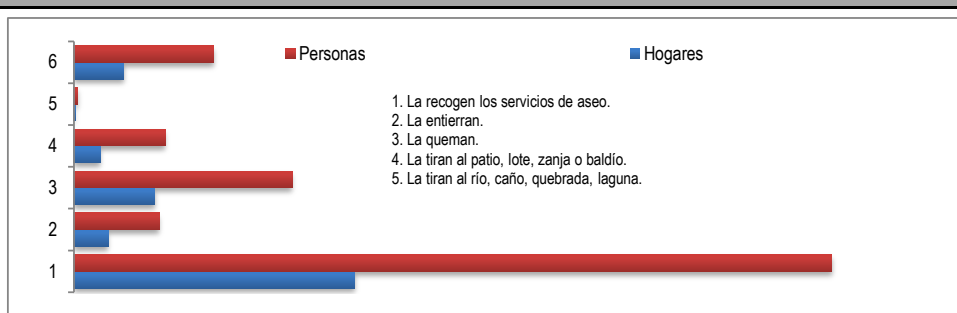 Personas
Hogares
6
5
4
3
2
1
1. La recogen los servicios de aseo.
2. La entierran.
3. La queman.
4. La tiran al patio, lote, zanja o baldío.
5. La tiran al río, caño, quebrada, laguna.